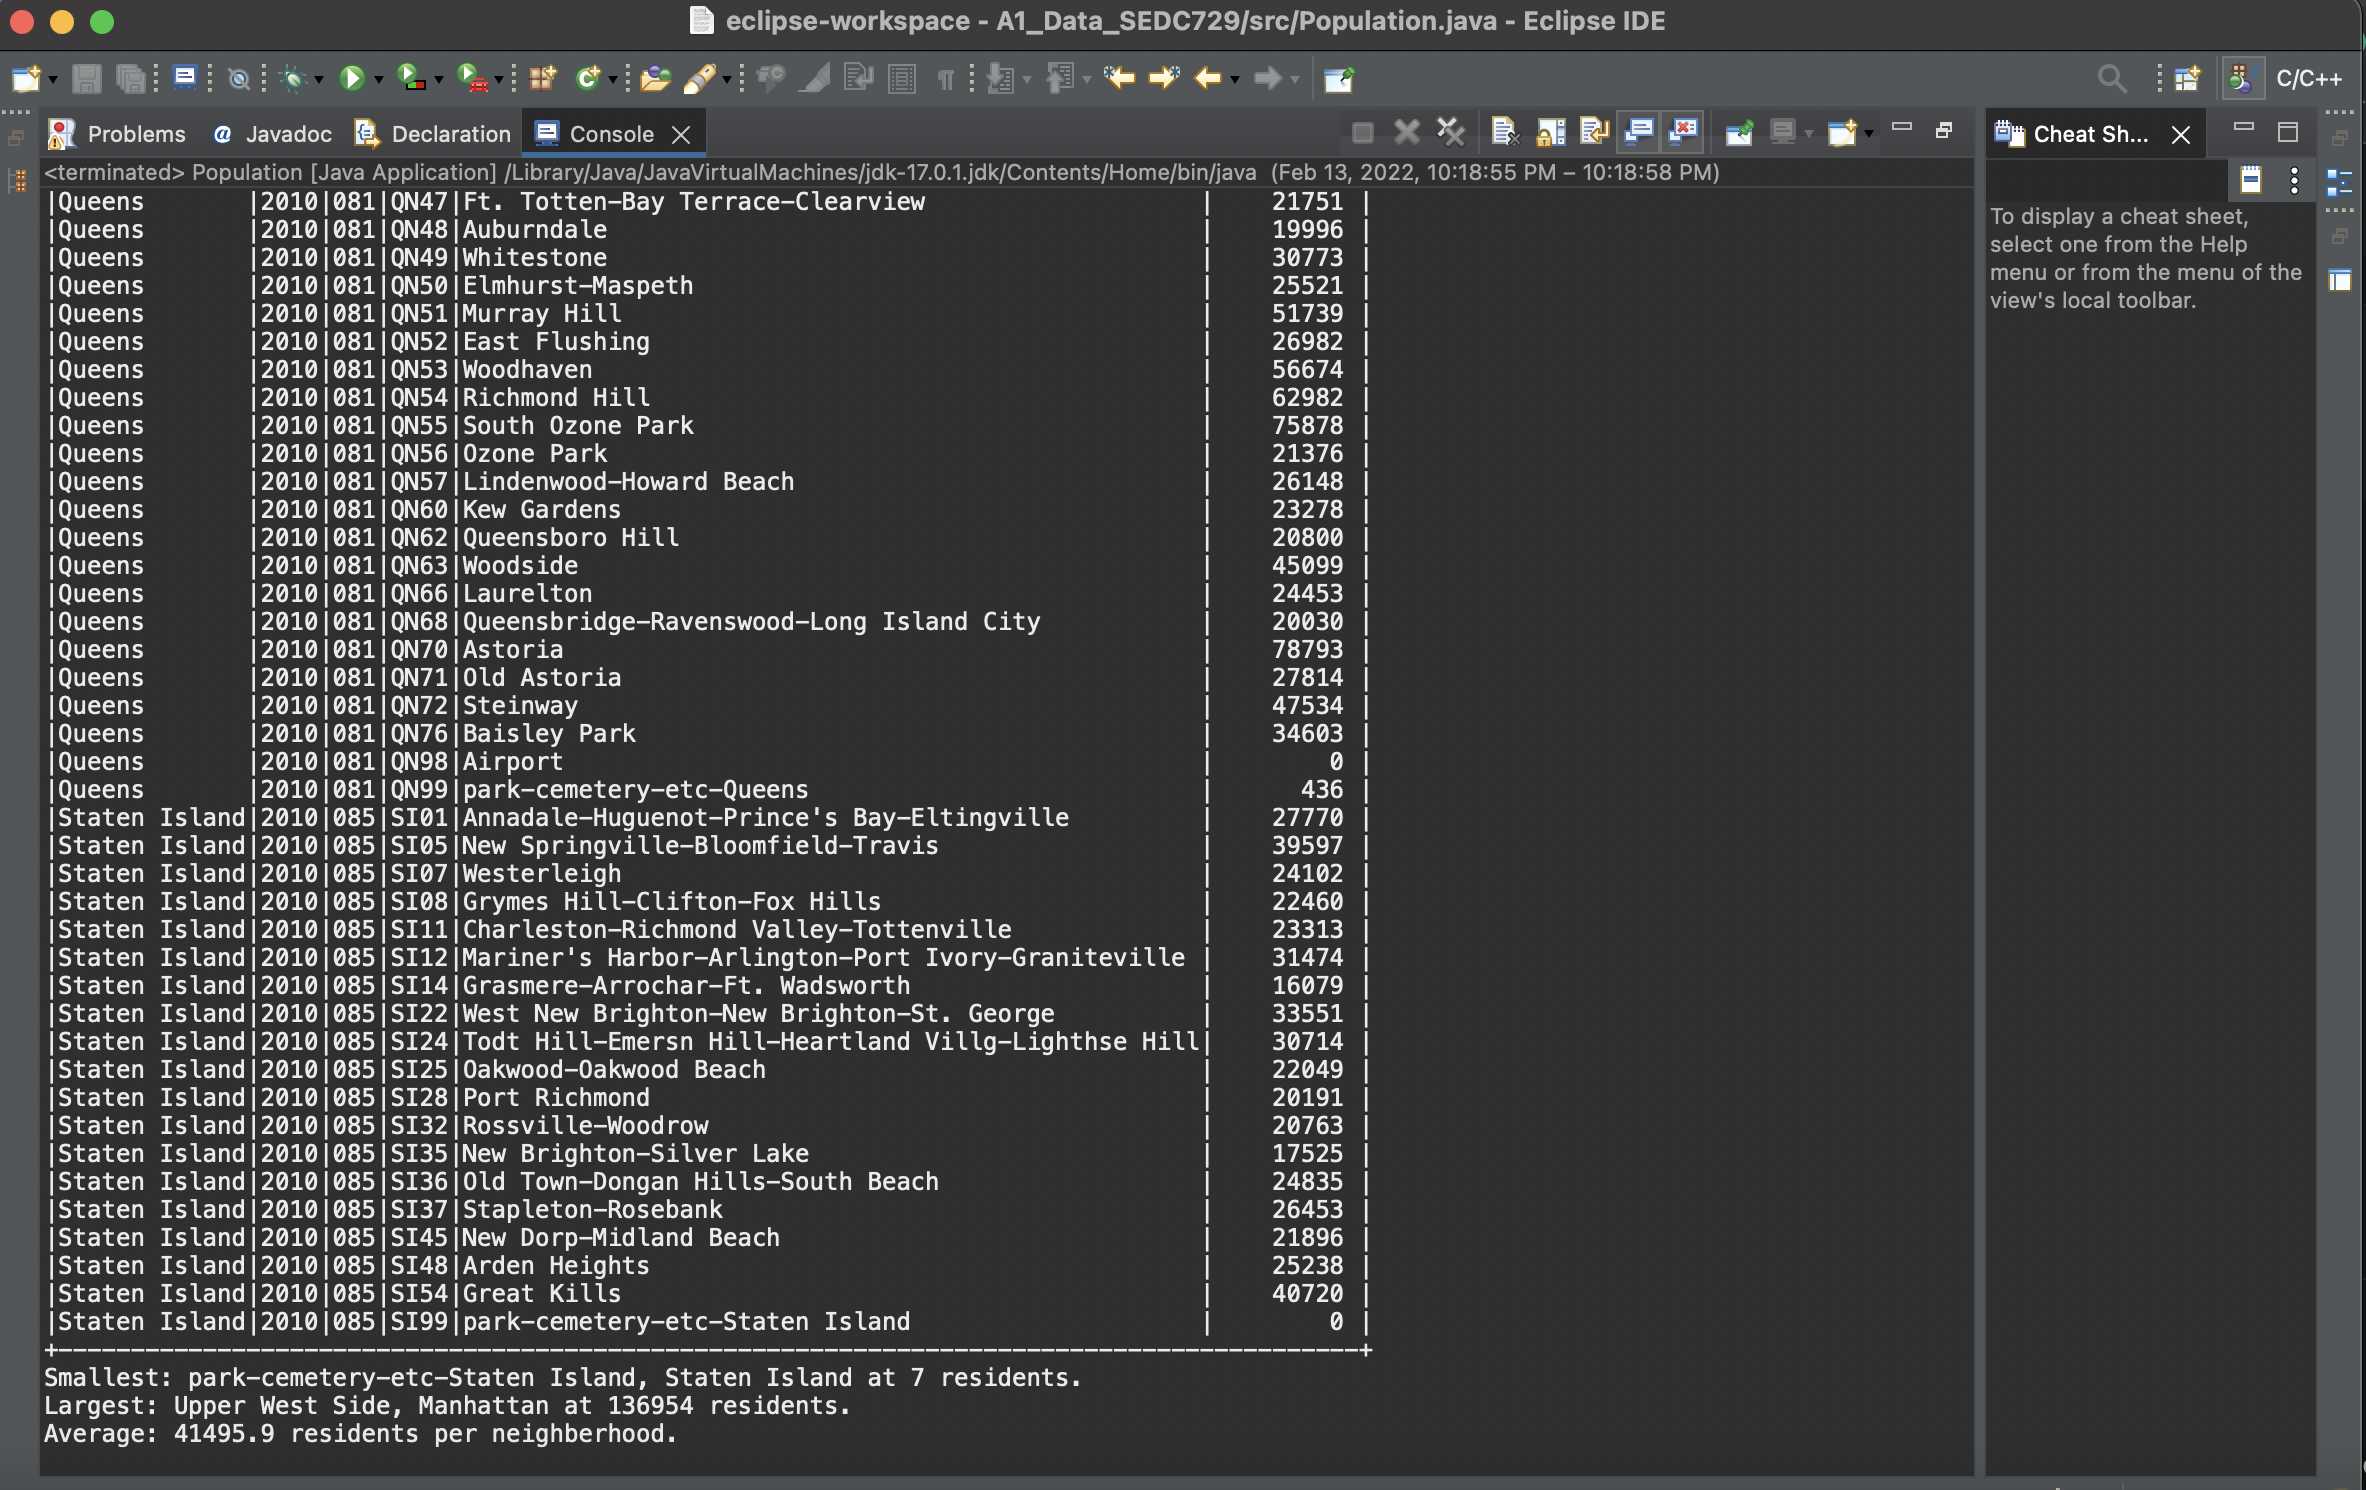 eclipse-workspace - A1_Data_SEDC729/src/Population.java - Eclipse IDE
C/C++
Problems @ Javadoc Declaration Console
Cheat Sh...
<terminated> Population [Java Application] /Library/Java/JavaVirtualMachines/jdk-17.0.1.jdk/Contents/Home/bin/java (Feb 13, 2022, 10:18:55 PM – 10:18:58 PM)
To display a cheat sheet,
select one from the Help
menu or from the menu of the
view's local toolbar.
|Queens       |2010|081|QN47|Ft. Totten-Bay Terrace-Clearview                   |    21751 |
|Queens       |2010|081|QN48|Auburndale                                         |    19996 |
|Queens       |2010|081|QN49|Whitestone                                         |    30773 |
|Queens       |2010|081|QN50|Elmhurst-Maspeth                                   |    25521 |
|Queens       |2010|081|QN51|Murray Hill                                        |    51739 |
|Queens       |2010|081|QN52|East Flushing                                      |    26982 |
|Queens       |2010|081|QN53|Woodhaven                                          |    56674 |
|Queens       |2010|081|QN54|Richmond Hill                                      |    62982 |
|Queens       |2010|081|QN55|South Ozone Park                                   |    75878 |
|Queens       |2010|081|QN56|Ozone Park                                         |    21376 |
|Queens       |2010|081|QN57|Lindenwood-Howard Beach                            |    26148 |
|Queens       |2010|081|QN60|Kew Gardens                                        |    23278 |
|Queens       |2010|081|QN62|Queensboro Hill                                    |    20800 |
|Queens       |2010|081|QN63|Woodside                                           |    45099 |
|Queens       |2010|081|QN66|Laurelton                                          |    24453 |
|Queens       |2010|081|QN68|Queensbridge-Ravenswood-Long Island City           |    20030 |
|Queens       |2010|081|QN70|Astoria                                            |    78793 |
|Queens       |2010|081|QN71|Old Astoria                                        |    27814 |
|Queens       |2010|081|QN72|Steinway                                           |    47534 |
|Queens       |2010|081|QN76|Baisley Park                                       |    34603 |
|Queens       |2010|081|QN98|Airport                                            |        0 |
|Queens       |2010|081|QN99|park-cemetery-etc-Queens                           |      436 |
|Staten Island|2010|085|SI01|Annadale-Huguenot-Prince's Bay-Eltingville         |    27770 |
|Staten Island|2010|085|SI05|New Springville-Bloomfield-Travis                  |    39597 |
|Staten Island|2010|085|SI07|Westerleigh                                        |    24102 |
|Staten Island|2010|085|SI08|Grymes Hill-Clifton-Fox Hills                      |    22460 |
|Staten Island|2010|085|SI11|Charleston-Richmond Valley-Tottenville             |    23313 |
|Staten Island|2010|085|SI12|Mariner's Harbor-Arlington-Port Ivory-Graniteville |    31474 |
|Staten Island|2010|085|SI14|Grasmere-Arrochar-Ft. Wadsworth                    |    16079 |
|Staten Island|2010|085|SI22|West New Brighton-New Brighton-St. George          |    33551 |
|Staten Island|2010|085|SI24|Todt Hill-Emersn Hill-Heartland Villg-Lighthse Hill|    30714 |
|Staten Island|2010|085|SI25|Oakwood-Oakwood Beach                              |    22049 |
|Staten Island|2010|085|SI28|Port Richmond                                      |    20191 |
|Staten Island|2010|085|SI32|Rossville-Woodrow                                  |    20763 |
|Staten Island|2010|085|SI35|New Brighton-Silver Lake                           |    17525 |
|Staten Island|2010|085|SI36|Old Town-Dongan Hills-South Beach                  |    24835 |
|Staten Island|2010|085|SI37|Stapleton-Rosebank                                 |    26453 |
|Staten Island|2010|085|SI45|New Dorp-Midland Beach                             |    21896 |
|Staten Island|2010|085|SI48|Arden Heights                                      |    25238 |
|Staten Island|2010|085|SI54|Great Kills                                        |    40720 |
|Staten Island|2010|085|SI99|park-cemetery-etc-Staten Island                    |        0 |
+------------------------------------------------------------------------------------------+
Smallest: park-cemetery-etc-Staten Island, Staten Island at 7 residents.
Largest: Upper West Side, Manhattan at 136954 residents.
Average: 41495.9 residents per neighberhood.